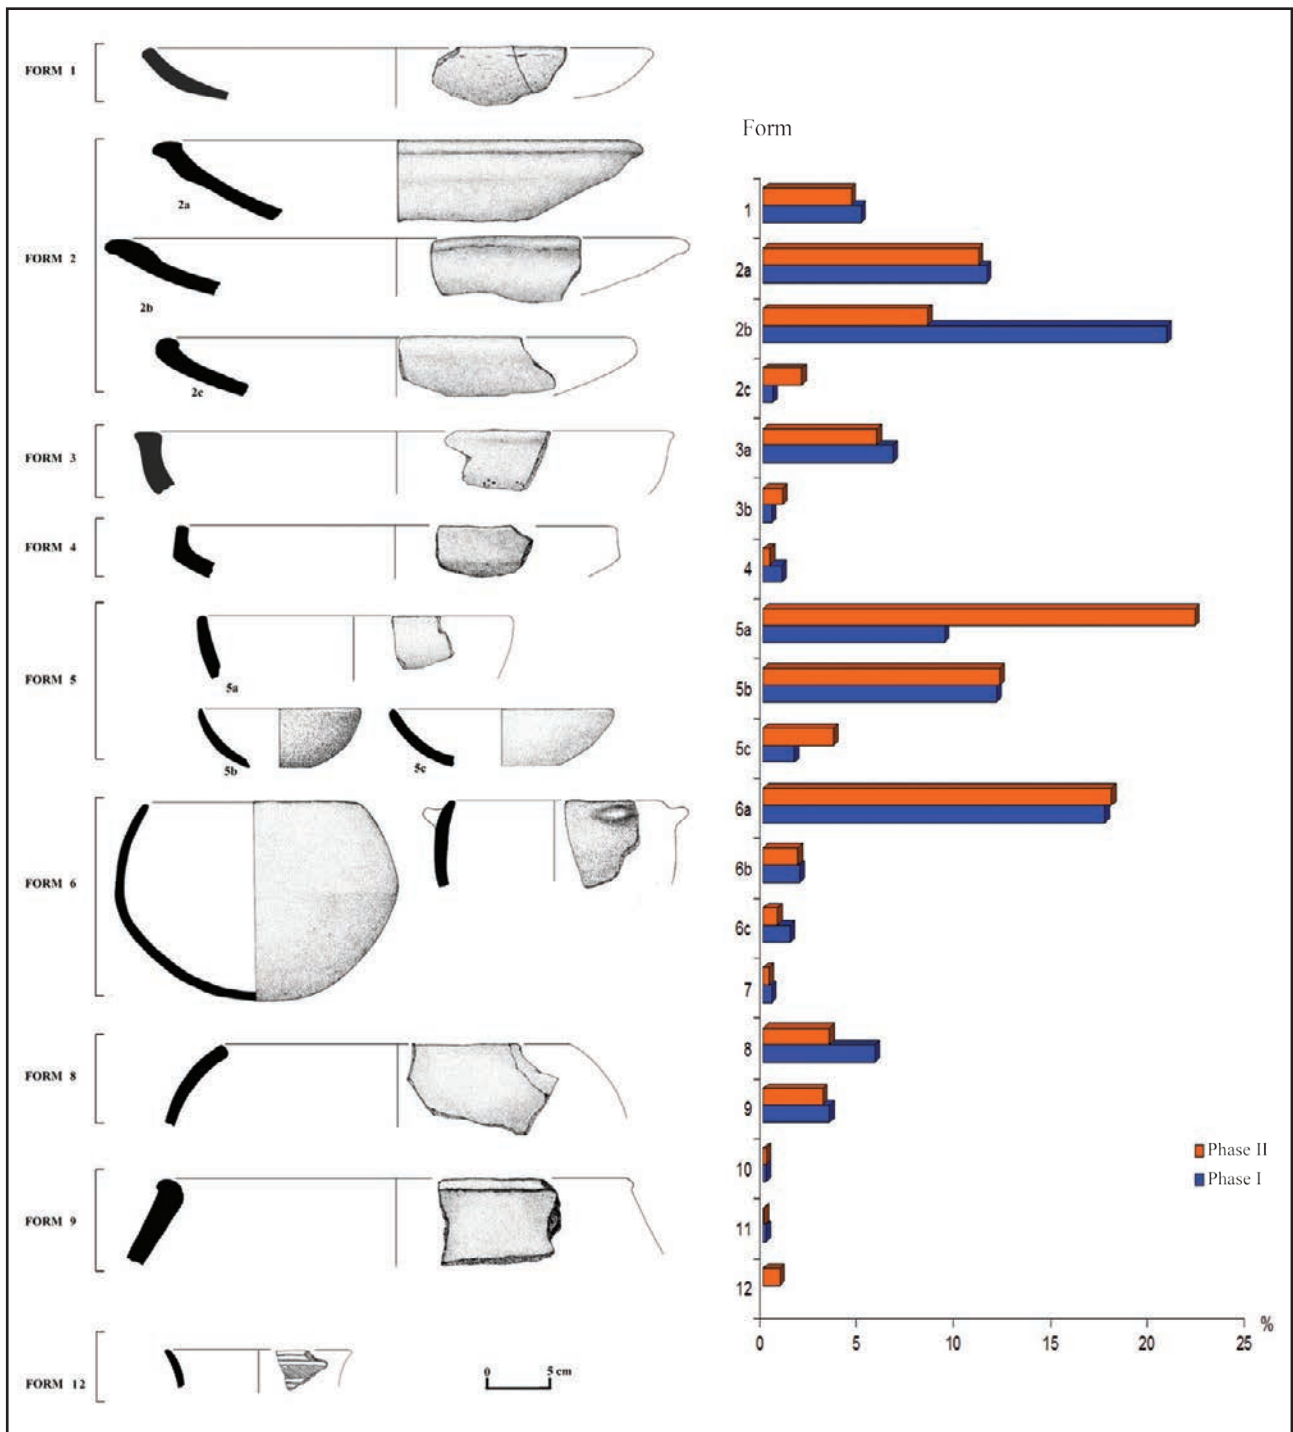 FORM 1
2a
FORM 2
2b
2c
FORM 3
FORM 4
5a
FORM 5
5b
5c
FORM 6
FORM 8
FORM 9
FORM 12
0 5 cm
Form
1
2a
2b
2c
3a
3b
4
5a
5b
5c
6a
6b
6c
7
8
9
10
11
12
0 5 10 15 20 25 %
Phase II
Phase I